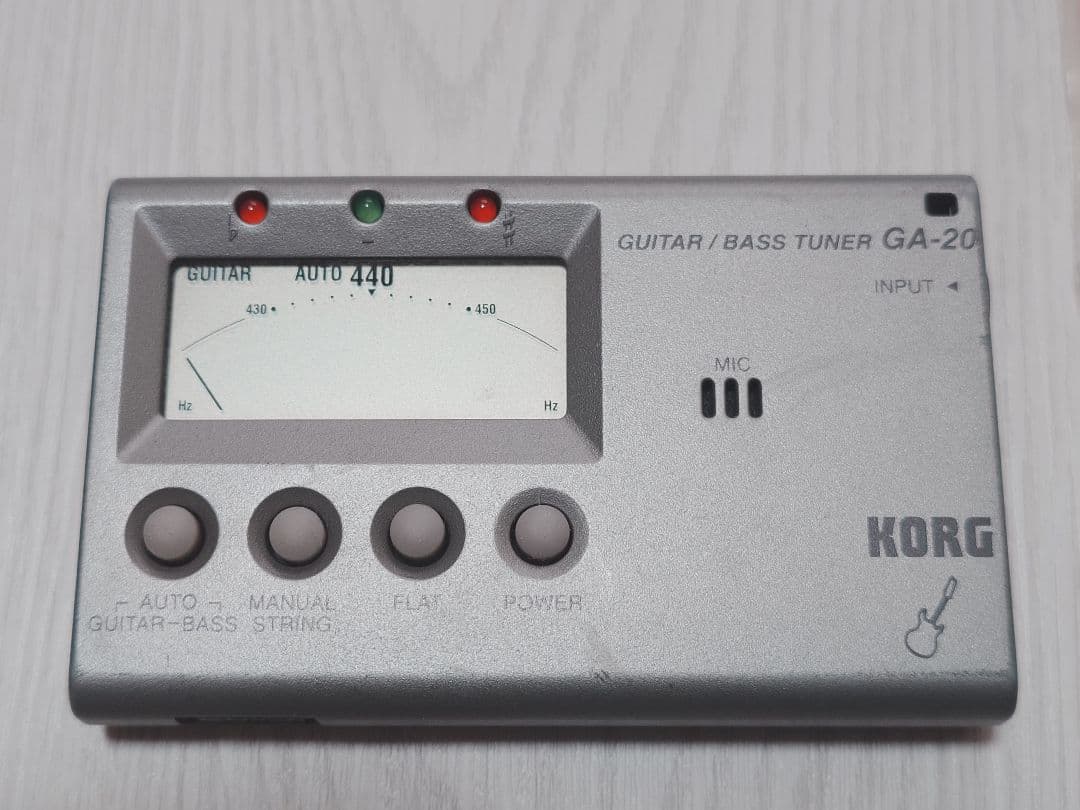 ♭ – ♯
GUITAR / BASS TUNER GA-20
INPUT ◄
GUITAR AUTO 440
430 450
Hz Hz
MIC
KORG
AUTO MANUAL FLAT POWER
GUITAR-BASS STRING